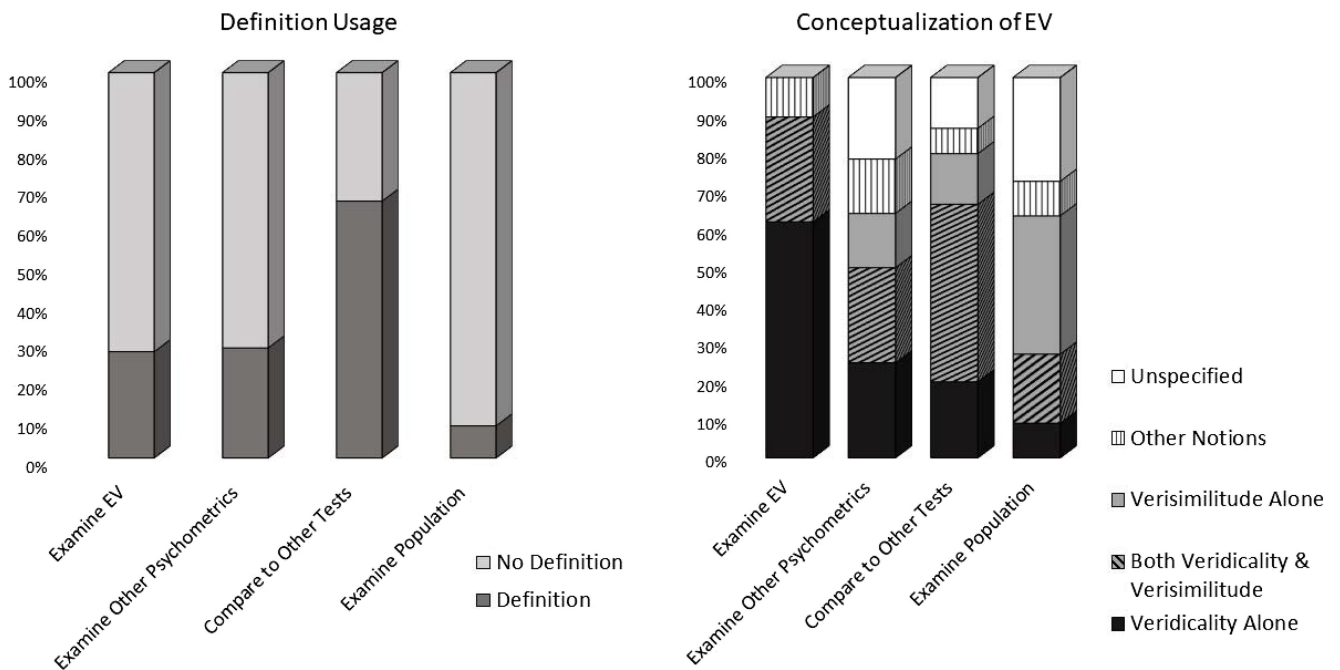 Definition Usage
100%
90%
80%
70%
60%
50%
40%
30%
20%
10%
0%
Examine EV
Examine Other Psychometrics
Compare to Other Tests
Examine Population
No Definition
Definition
Conceptualization of EV
100%
90%
80%
70%
60%
50%
40%
30%
20%
10%
0%
Examine EV
Examine Other Psychometrics
Compare to Other Tests
Examine Population
Unspecified
Other Notions
Verisimilitude Alone
Both Veridicality &
Verisimilitude
Veridicality Alone